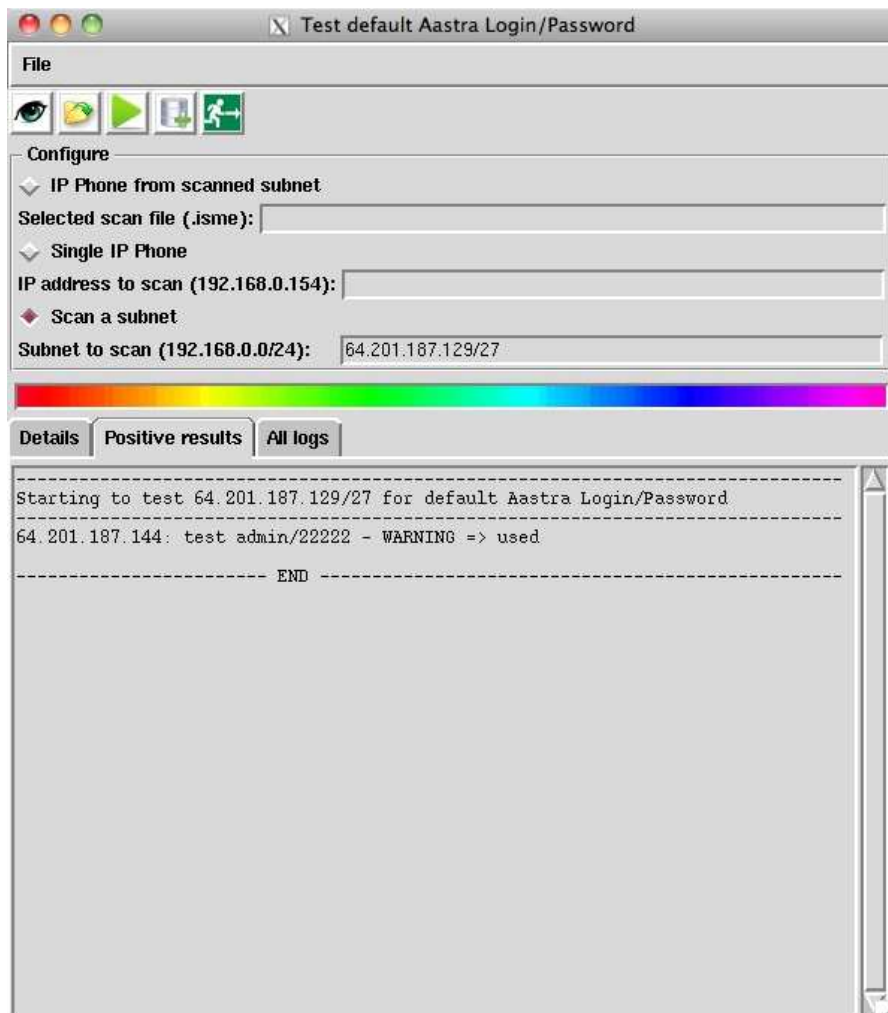 X Test default Aastra Login/Password
File
Configure
IP Phone from scanned subnet
Selected scan file (.isme):
Single IP Phone
IP address to scan (192.168.0.154):
Scan a subnet
Subnet to scan (192.168.0.0/24): 64.201.187.129/27
Details Positive results All logs
--------------------------------------------------------------------------------
Starting to test 64.201.187.129/27 for default Aastra Login/Password
--------------------------------------------------------------------------------
64.201.187.144: test admin/22222 - WARNING => used
------------------------ END --------------------------------------------------